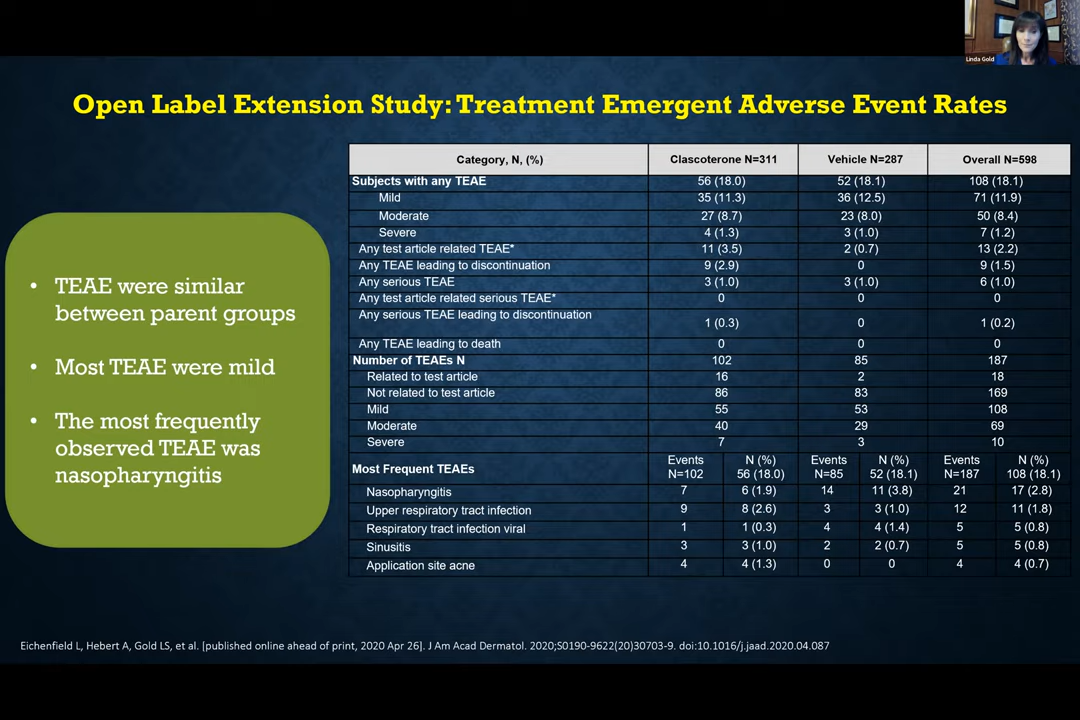 Linda Gold
Open Label Extension Study: Treatment Emergent Adverse Event Rates
• TEAE were similar
between parent groups
• Most TEAE were mild
• The most frequently
observed TEAE was
nasopharyngitis
Category, N, (%) Clascoterone N=311 Vehicle N=287 Overall N=598
Subjects with any TEAE 56 (18.0) 52 (18.1) 108 (18.1)
Mild 35 (11.3) 36 (12.5) 71 (11.9)
Moderate 27 (8.7) 23 (8.0) 50 (8.4)
Severe 4 (1.3) 3 (1.0) 7 (1.2)
Any test article related TEAE* 11 (3.5) 2 (0.7) 13 (2.2)
Any TEAE leading to discontinuation 9 (2.9) 0 9 (1.5)
Any serious TEAE 3 (1.0) 3 (1.0) 6 (1.0)
Any test article related serious TEAE* 0 0 0
Any serious TEAE leading to discontinuation 1 (0.3) 0 1 (0.2)
Any TEAE leading to death 0 0 0
Number of TEAEs N 102 85 187
Related to test article 16 2 18
Not related to test article 86 83 169
Mild 55 53 108
Moderate 40 29 69
Severe 7 3 10
Most Frequent TEAEs Events N (%) Events N (%) Events N (%)
N=102 56 (18.0) N=85 52 (18.1) N=187 108 (18.1)
Nasopharyngitis 7 6 (1.9) 14 11 (3.8) 21 17 (2.8)
Upper respiratory tract infection 9 8 (2.6) 3 3 (1.0) 12 11 (1.8)
Respiratory tract infection viral 1 1 (0.3) 4 4 (1.4) 5 5 (0.8)
Sinusitis 3 3 (1.0) 2 2 (0.7) 5 5 (0.8)
Application site acne 4 4 (1.3) 0 0 4 4 (0.7)
Eichenfield L, Hebert A, Gold LS, et al. [published online ahead of print, 2020 Apr 26]. J Am Acad Dermatol. 2020;S0190-9622(20)30703-9. doi:10.1016/j.jaad.2020.04.087